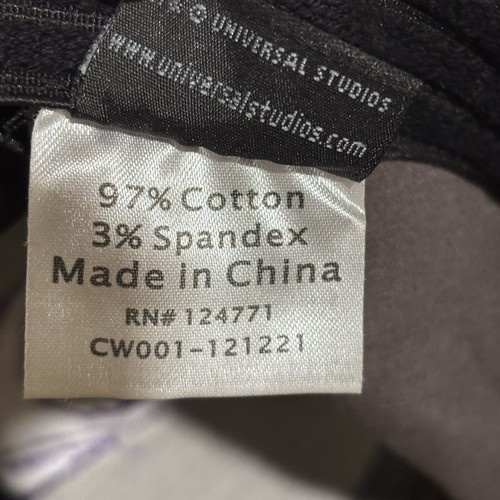 & © UNIVERSAL STUDIOS
www.universalstudios.com
97% Cotton
3% Spandex
Made in China
RN# 124771
CW001-121221